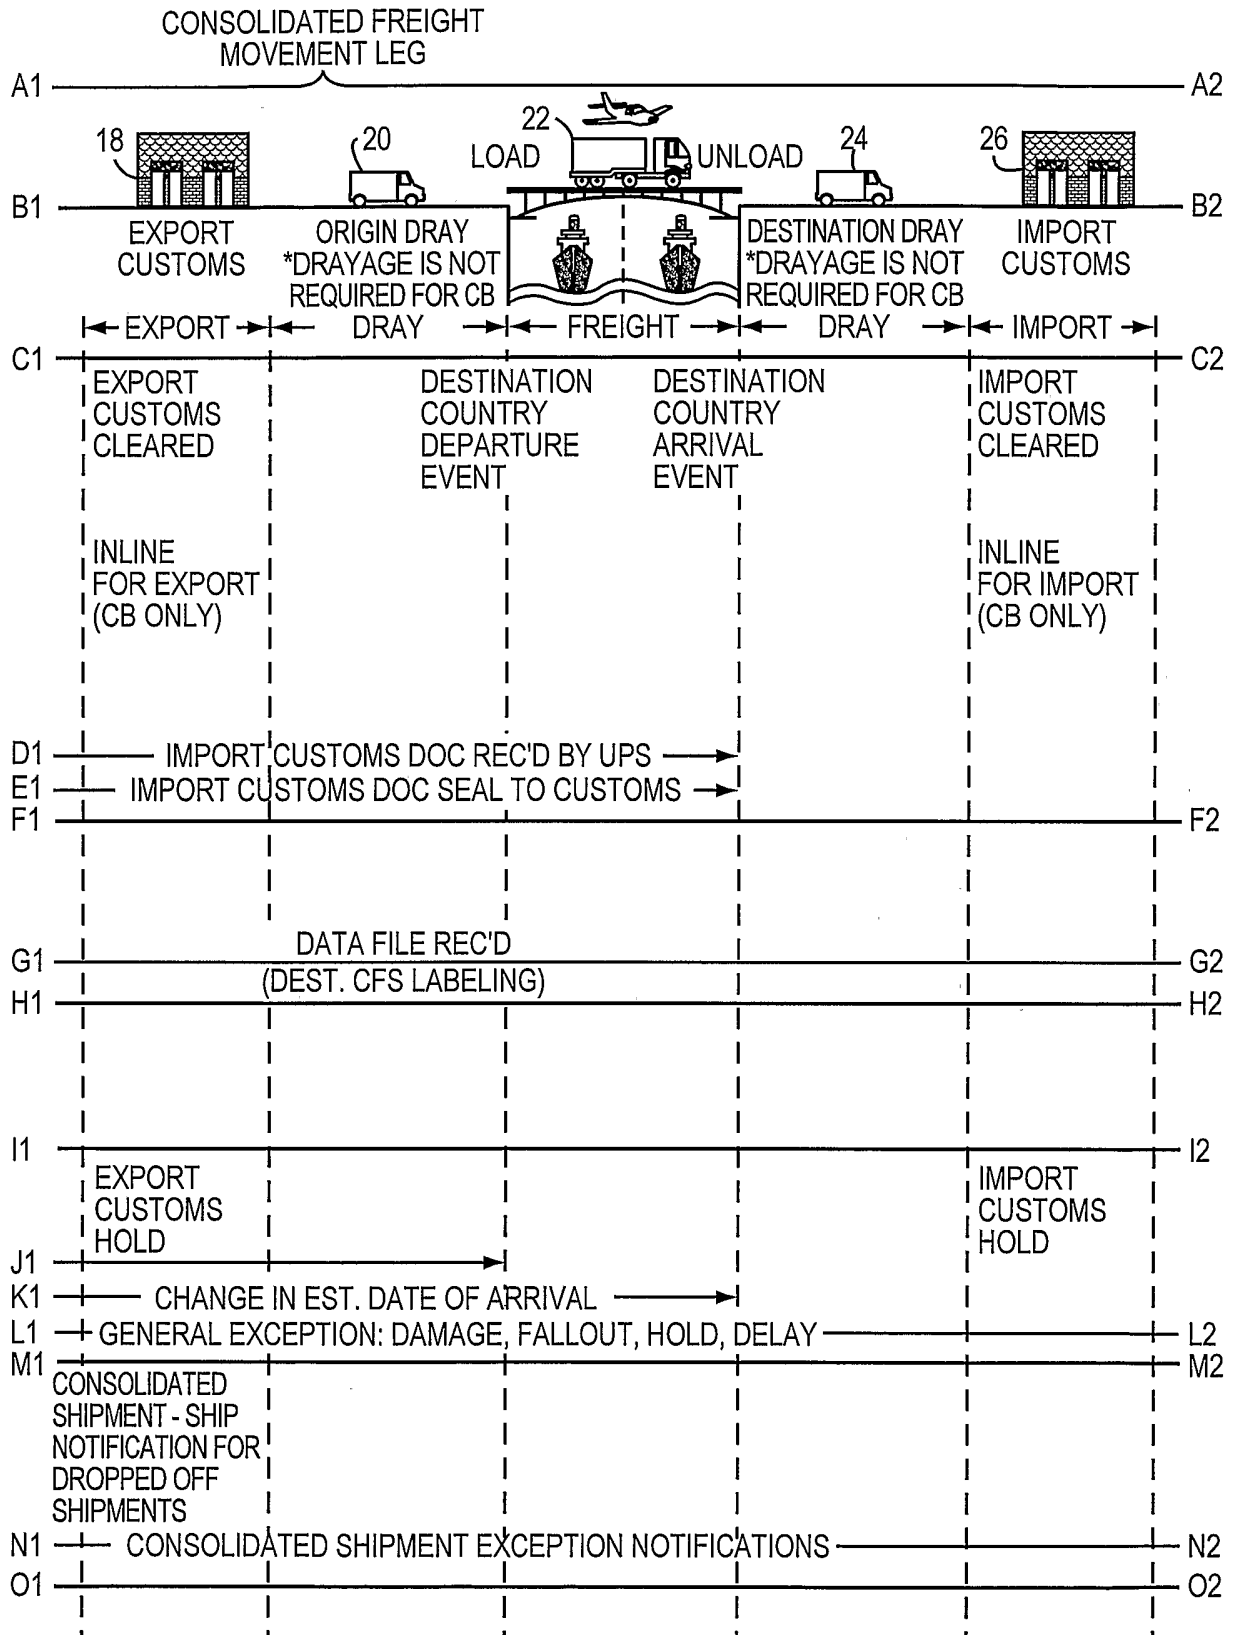 CONSOLIDATED FREIGHT
MOVEMENT LEG
A1
A2
18
20
22
24
26
LOAD
UNLOAD
B1
B2
EXPORT
CUSTOMS
ORIGIN DRAY
*DRAYAGE IS NOT
REQUIRED FOR CB
DESTINATION DRAY
*DRAYAGE IS NOT
REQUIRED FOR CB
IMPORT
CUSTOMS
EXPORT
DRAY
FREIGHT
DRAY
IMPORT
C1
C2
EXPORT
CUSTOMS
CLEARED
DESTINATION
COUNTRY
DEPARTURE
EVENT
DESTINATION
COUNTRY
ARRIVAL
EVENT
IMPORT
CUSTOMS
CLEARED
INLINE
FOR EXPORT
(CB ONLY)
INLINE
FOR IMPORT
(CB ONLY)
D1 IMPORT CUSTOMS DOC REC'D BY UPS
E1 IMPORT CUSTOMS DOC SEAL TO CUSTOMS
F1
F2
DATA FILE REC'D
G1
G2
(DEST. CFS LABELING)
H1
H2
I1
I2
EXPORT
CUSTOMS
HOLD
IMPORT
CUSTOMS
HOLD
J1
K1 CHANGE IN EST. DATE OF ARRIVAL
L1 GENERAL EXCEPTION: DAMAGE, FALLOUT, HOLD, DELAY L2
M1
M2
CONSOLIDATED
SHIPMENT - SHIP
NOTIFICATION FOR
DROPPED OFF
SHIPMENTS
N1 CONSOLIDATED SHIPMENT EXCEPTION NOTIFICATIONS N2
O1
O2